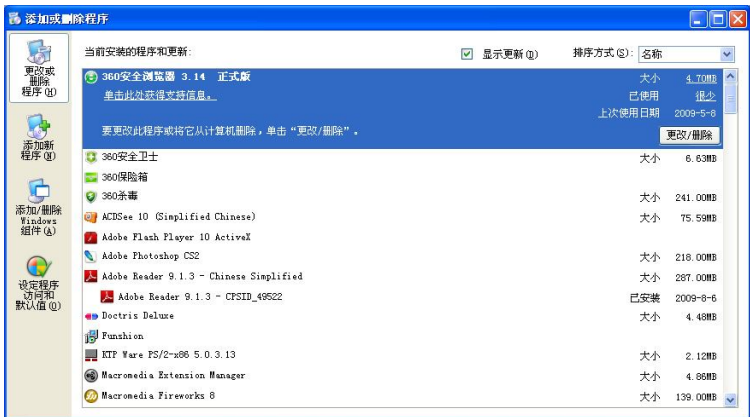 添加或删除程序
当前安装的程序和更新:
显示更新(D)
排序方式(S): 名称
更改或
删除
程序(H)
添加新
程序(N)
添加/删除
Windows
组件(A)
设定程序
访问和
默认值(O)
360安全浏览器 3.14 正式版 大小 4.70MB
单击此处获得支持信息。 已使用 很少
上次使用日期 2009-5-8
要更改此程序或将它从计算机删除，单击“更改/删除”。 更改/删除
360安全卫士 大小 6.63MB
360保险箱
360杀毒 大小 241.00MB
ACDSee 10 (Simplified Chinese) 大小 75.59MB
Adobe Flash Player 10 ActiveX
Adobe Photoshop CS2 大小 218.00MB
Adobe Reader 9.1.3 - Chinese Simplified 大小 287.00MB
Adobe Reader 9.1.3 - CPSID_49522 已安装 2009-8-6
Doctris Deluxe 大小 4.48MB
Funshion
KTP Ware PS/2-x86 5.0.3.13 大小 2.12MB
Macromedia Extension Manager 大小 4.86MB
Macromedia Fireworks 8 大小 139.00MB